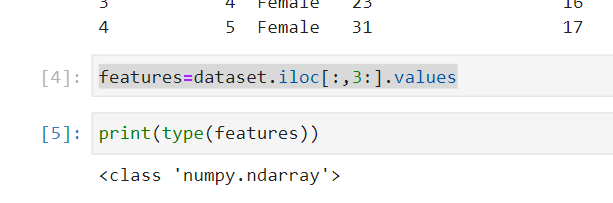 3 4 Female 23 16
4 5 Female 31 17
[4]: features=dataset.iloc[:,3:].values
[5]: print(type(features))
<class 'numpy.ndarray'>